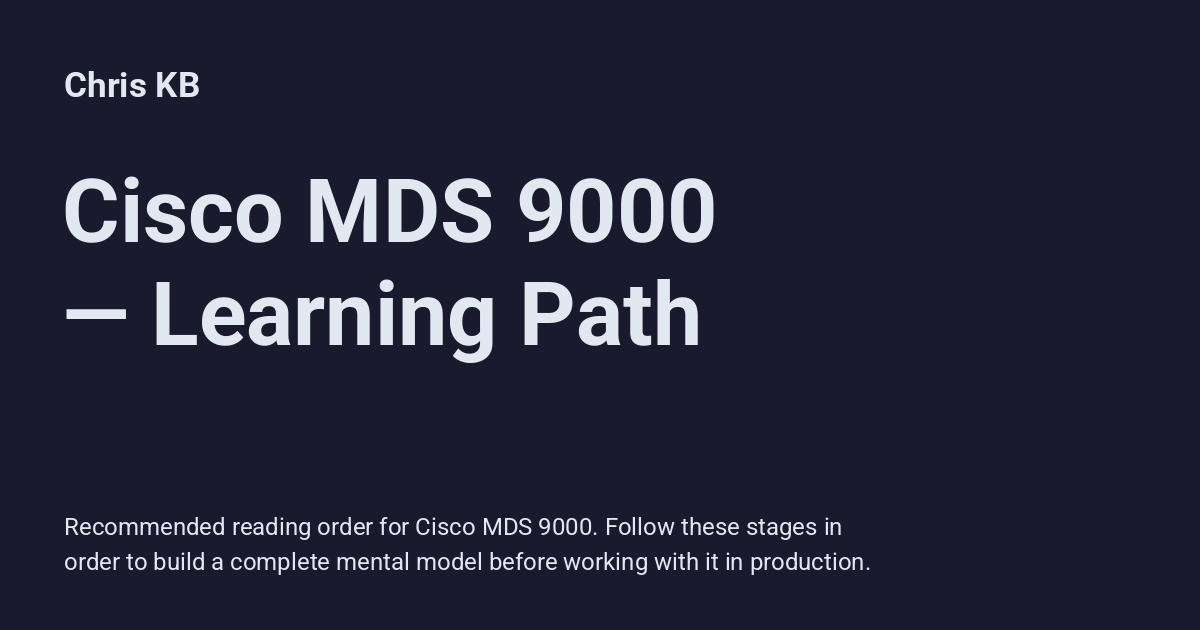 Chris KB
Cisco MDS 9000
— Learning Path
Recommended reading order for Cisco MDS 9000. Follow these stages in
order to build a complete mental model before working with it in production.